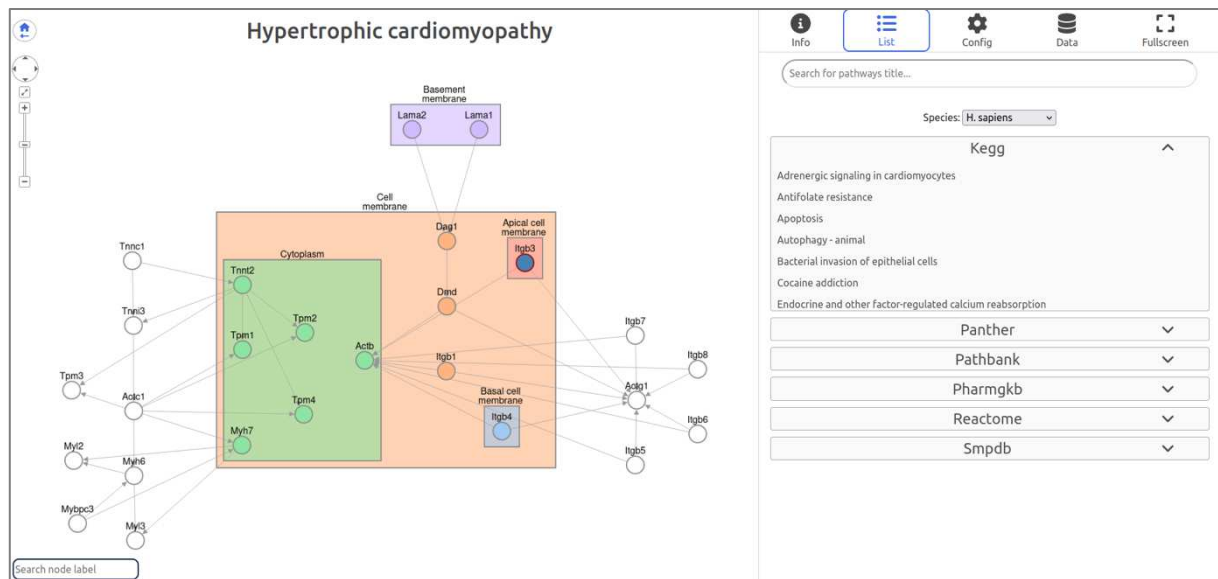 Hypertrophic cardiomyopathy
Basement
membrane
Lama2
Lama1
Cell
membrane
Dag1
Apical cell
membrane
Itgb3
Tnnc1
Cytoplasm
Tnnt2
Dmd
Tnni3
Tpm2
Tpm1
Actb
Itgb7
Itgb1
Itgb8
Tpm3
Actc1
Tpm4
Basal cell
membrane
Itgb4
Actg1
Itgb6
Myh7
Myl2
Myh6
Itgb5
Mybpc3
Myl3
Search node label
Info
List
Config
Data
Fullscreen
Search for pathways title...
Species: H. sapiens
Kegg
Adrenergic signaling in cardiomyocytes
Antifolate resistance
Apoptosis
Autophagy - animal
Bacterial invasion of epithelial cells
Cocaine addiction
Endocrine and other factor-regulated calcium reabsorption
Panther
Pathbank
Pharmgkb
Reactome
Smpdb